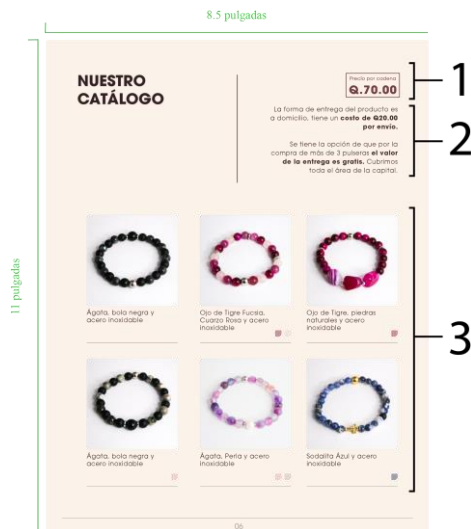 8.5 pulgadas
11 pulgadas
NUESTRO
CATÁLOGO
Precio por cadena
Q.70.00
1
La forma de entrega del producto es
a domicilio, tiene un costo de Q20.00
por envío.
Se tiene la opción de que por la
compra de más de 3 pulseras el valor
de la entrega es gratis. Cubrimos
toda el área de la capital.
2
Ágata, bola negra y
acero inoxidable
Ojo de Tigre Fucsia,
Cuarzo Rosa y acero
inoxidable
Ojo de Tigre, piedras
naturales y acero
inoxidable
3
Ágata, bola negra y
acero inoxidable
Ágata, Perla y acero
inoxidable
Sodalita Ázul y acero
inoxidable
06